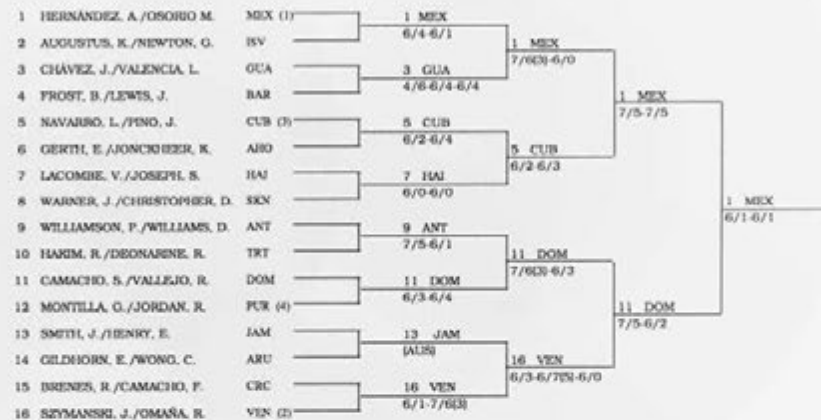 1 HERNÁNDEZ, A./OSORIO M. MEX (1)
2 AUGUSTUS, K./NEWTON, G. ISV
3 CHÁVEZ, J./VALENCIA, L. GUA
4 FROST, B./LEWIS, J. BAR
5 NAVARRO, L./PINO, J. CUB (3)
6 GERTH, E./JONCKHEER, K. AHO
7 LACOMBE, V./JOSEPH, S. HAI
8 WARNER, J./CHRISTOPHER, D. SKN
9 WILLIAMSON, P./WILLIAMS, D. ANT
10 HAKIM, R./DEONARINE, R. TRT
11 CAMACHO, S./VALLEJO, R. DOM
12 MONTILLA, G./JORDAN, R. PUR (4)
13 SMITH, J./HENRY, E. JAM
14 GILDHORN, E./WONG, C. ARU
15 BRENES, R./CAMACHO, F. CRC
16 SZYMANSKI, J./OMAÑA, R. VEN (2)
1 MEX
6/4-6/1
3 GUA
4/6-6/4-6/4
5 CUB
6/2-6/4
7 HAI
6/0-6/0
9 ANT
7/5-6/1
11 DOM
6/3-6/4
13 JAM
(AUS)
16 VEN
6/1-7/6(3)
1 MEX
7/6(3)-6/0
5 CUB
6/2-6/3
11 DOM
7/6(3)-6/3
16 VEN
6/3-6/7(5)-6/0
1 MEX
7/5-7/5
11 DOM
7/5-6/2
1 MEX
6/1-6/1